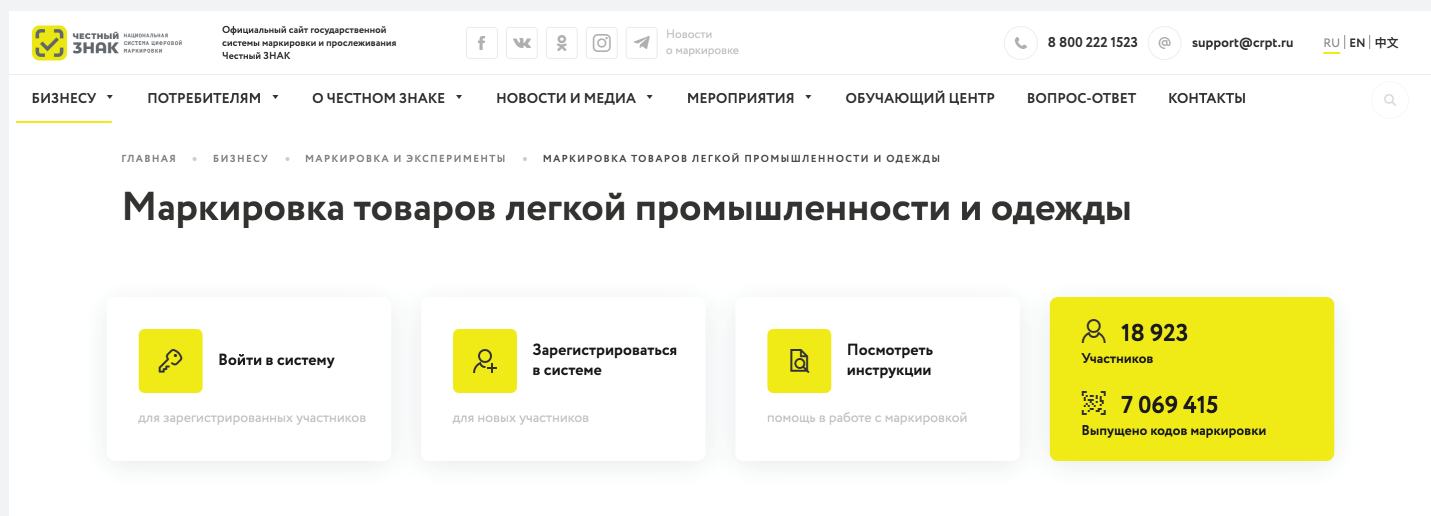 ЧЕСТНЫЙ
ЗНАК
НАЦИОНАЛЬНАЯ
СИСТЕМА ЦИФРОВОЙ
МАРКИРОВКИ
Официальный сайт государственной
системы маркировки и прослеживания
Честный ЗНАК
Новости
о маркировке
8 800 222 1523
support@crpt.ru
RU | EN | 中文
БИЗНЕСУ
ПОТРЕБИТЕЛЯМ
О ЧЕСТНОМ ЗНАКЕ
НОВОСТИ И МЕДИА
МЕРОПРИЯТИЯ
ОБУЧАЮЩИЙ ЦЕНТР
ВОПРОС-ОТВЕТ
КОНТАКТЫ
ГЛАВНАЯ • БИЗНЕСУ • МАРКИРОВКА И ЭКСПЕРИМЕНТЫ • МАРКИРОВКА ТОВАРОВ ЛЕГКОЙ ПРОМЫШЛЕННОСТИ И ОДЕЖДЫ
Маркировка товаров легкой промышленности и одежды
Войти в систему
для зарегистрированных участников
Зарегистрироваться
в системе
для новых участников
Посмотреть
инструкции
помощь в работе с маркировкой
18 923
Участников
7 069 415
Выпущено кодов маркировки